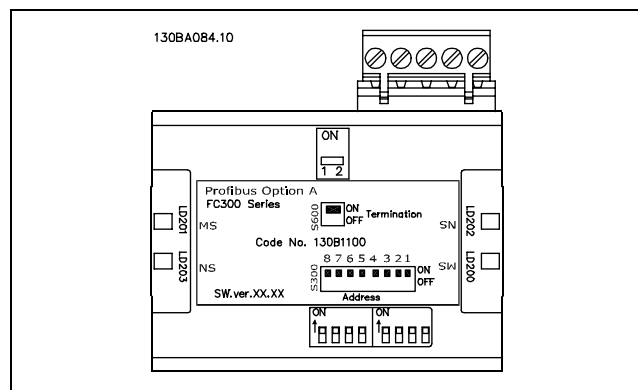 130BA084.10
ON
1 2
Profibus Option A
FC300 Series
S600
ON
OFF
Termination
LD201
MS
LD203
NS
Code No. 130B1100
NS
LD202
MS
LD200
8 7 6 5 4 3 2 1
S300
ON
OFF
SW.ver.XX.XX
Address
ON
ON